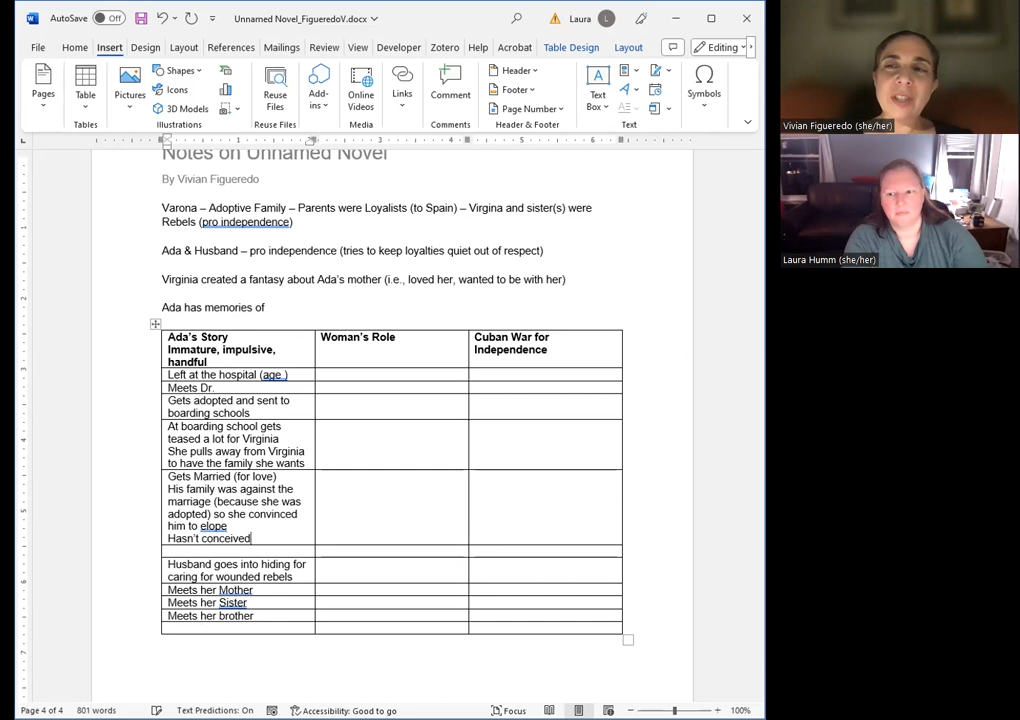 AutoSave Off Unnamed Novel_FigueredoV.docx Laura L
File Home Insert Design Layout References Mailings Review View Developer Zotero Help Acrobat Table Design Layout Editing
Pages Table Pictures Shapes Icons 3D Models Reuse Files Add-ins Online Videos Links Comment Header Footer Page Number Text Box Symbols
Tables Illustrations Reuse Files Media Comments Header & Footer Text
Notes on Unnamed Novel
By Vivian Figueredo
Varona – Adoptive Family – Parents were Loyalists (to Spain) – Virgina and sister(s) were
Rebels (pro independence)
Ada & Husband – pro independence (tries to keep loyalties quiet out of respect)
Virginia created a fantasy about Ada's mother (i.e., loved her, wanted to be with her)
Ada has memories of
Ada's Story
Immature, impulsive,
handful
Woman's Role
Cuban War for
Independence
Left at the hospital (age )
Meets Dr.
Gets adopted and sent to
boarding schools
At boarding school gets
teased a lot for Virginia
She pulls away from Virginia
to have the family she wants
Gets Married (for love)
His family was against the
marriage (because she was
adopted) so she convinced
him to elope
Hasn't conceived
Husband goes into hiding for
caring for wounded rebels
Meets her Mother
Meets her Sister
Meets her brother
Page 4 of 4 801 words Text Predictions: On Accessibility: Good to go Focus 100%
Vivian Figueredo (she/her)
Laura Humm (she/her)